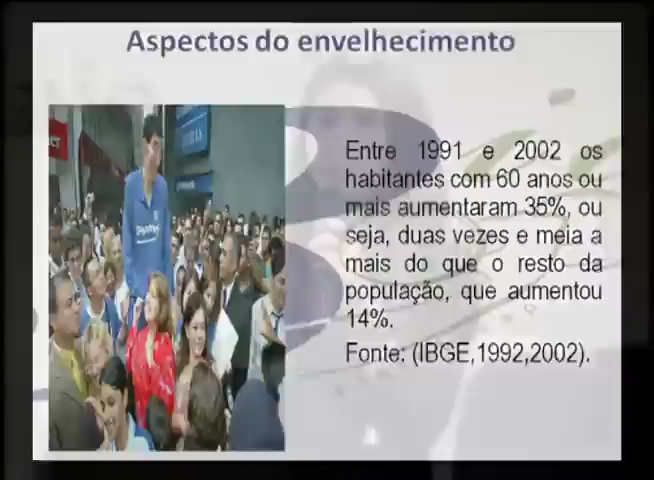 Aspectos do envelhecimento
Entre 1991 e 2002 os
habitantes com 60 anos ou
mais aumentaram 35%, ou
seja, duas vezes e meia a
mais do que o resto da
população, que aumentou
14%.
Fonte: (IBGE,1992,2002).